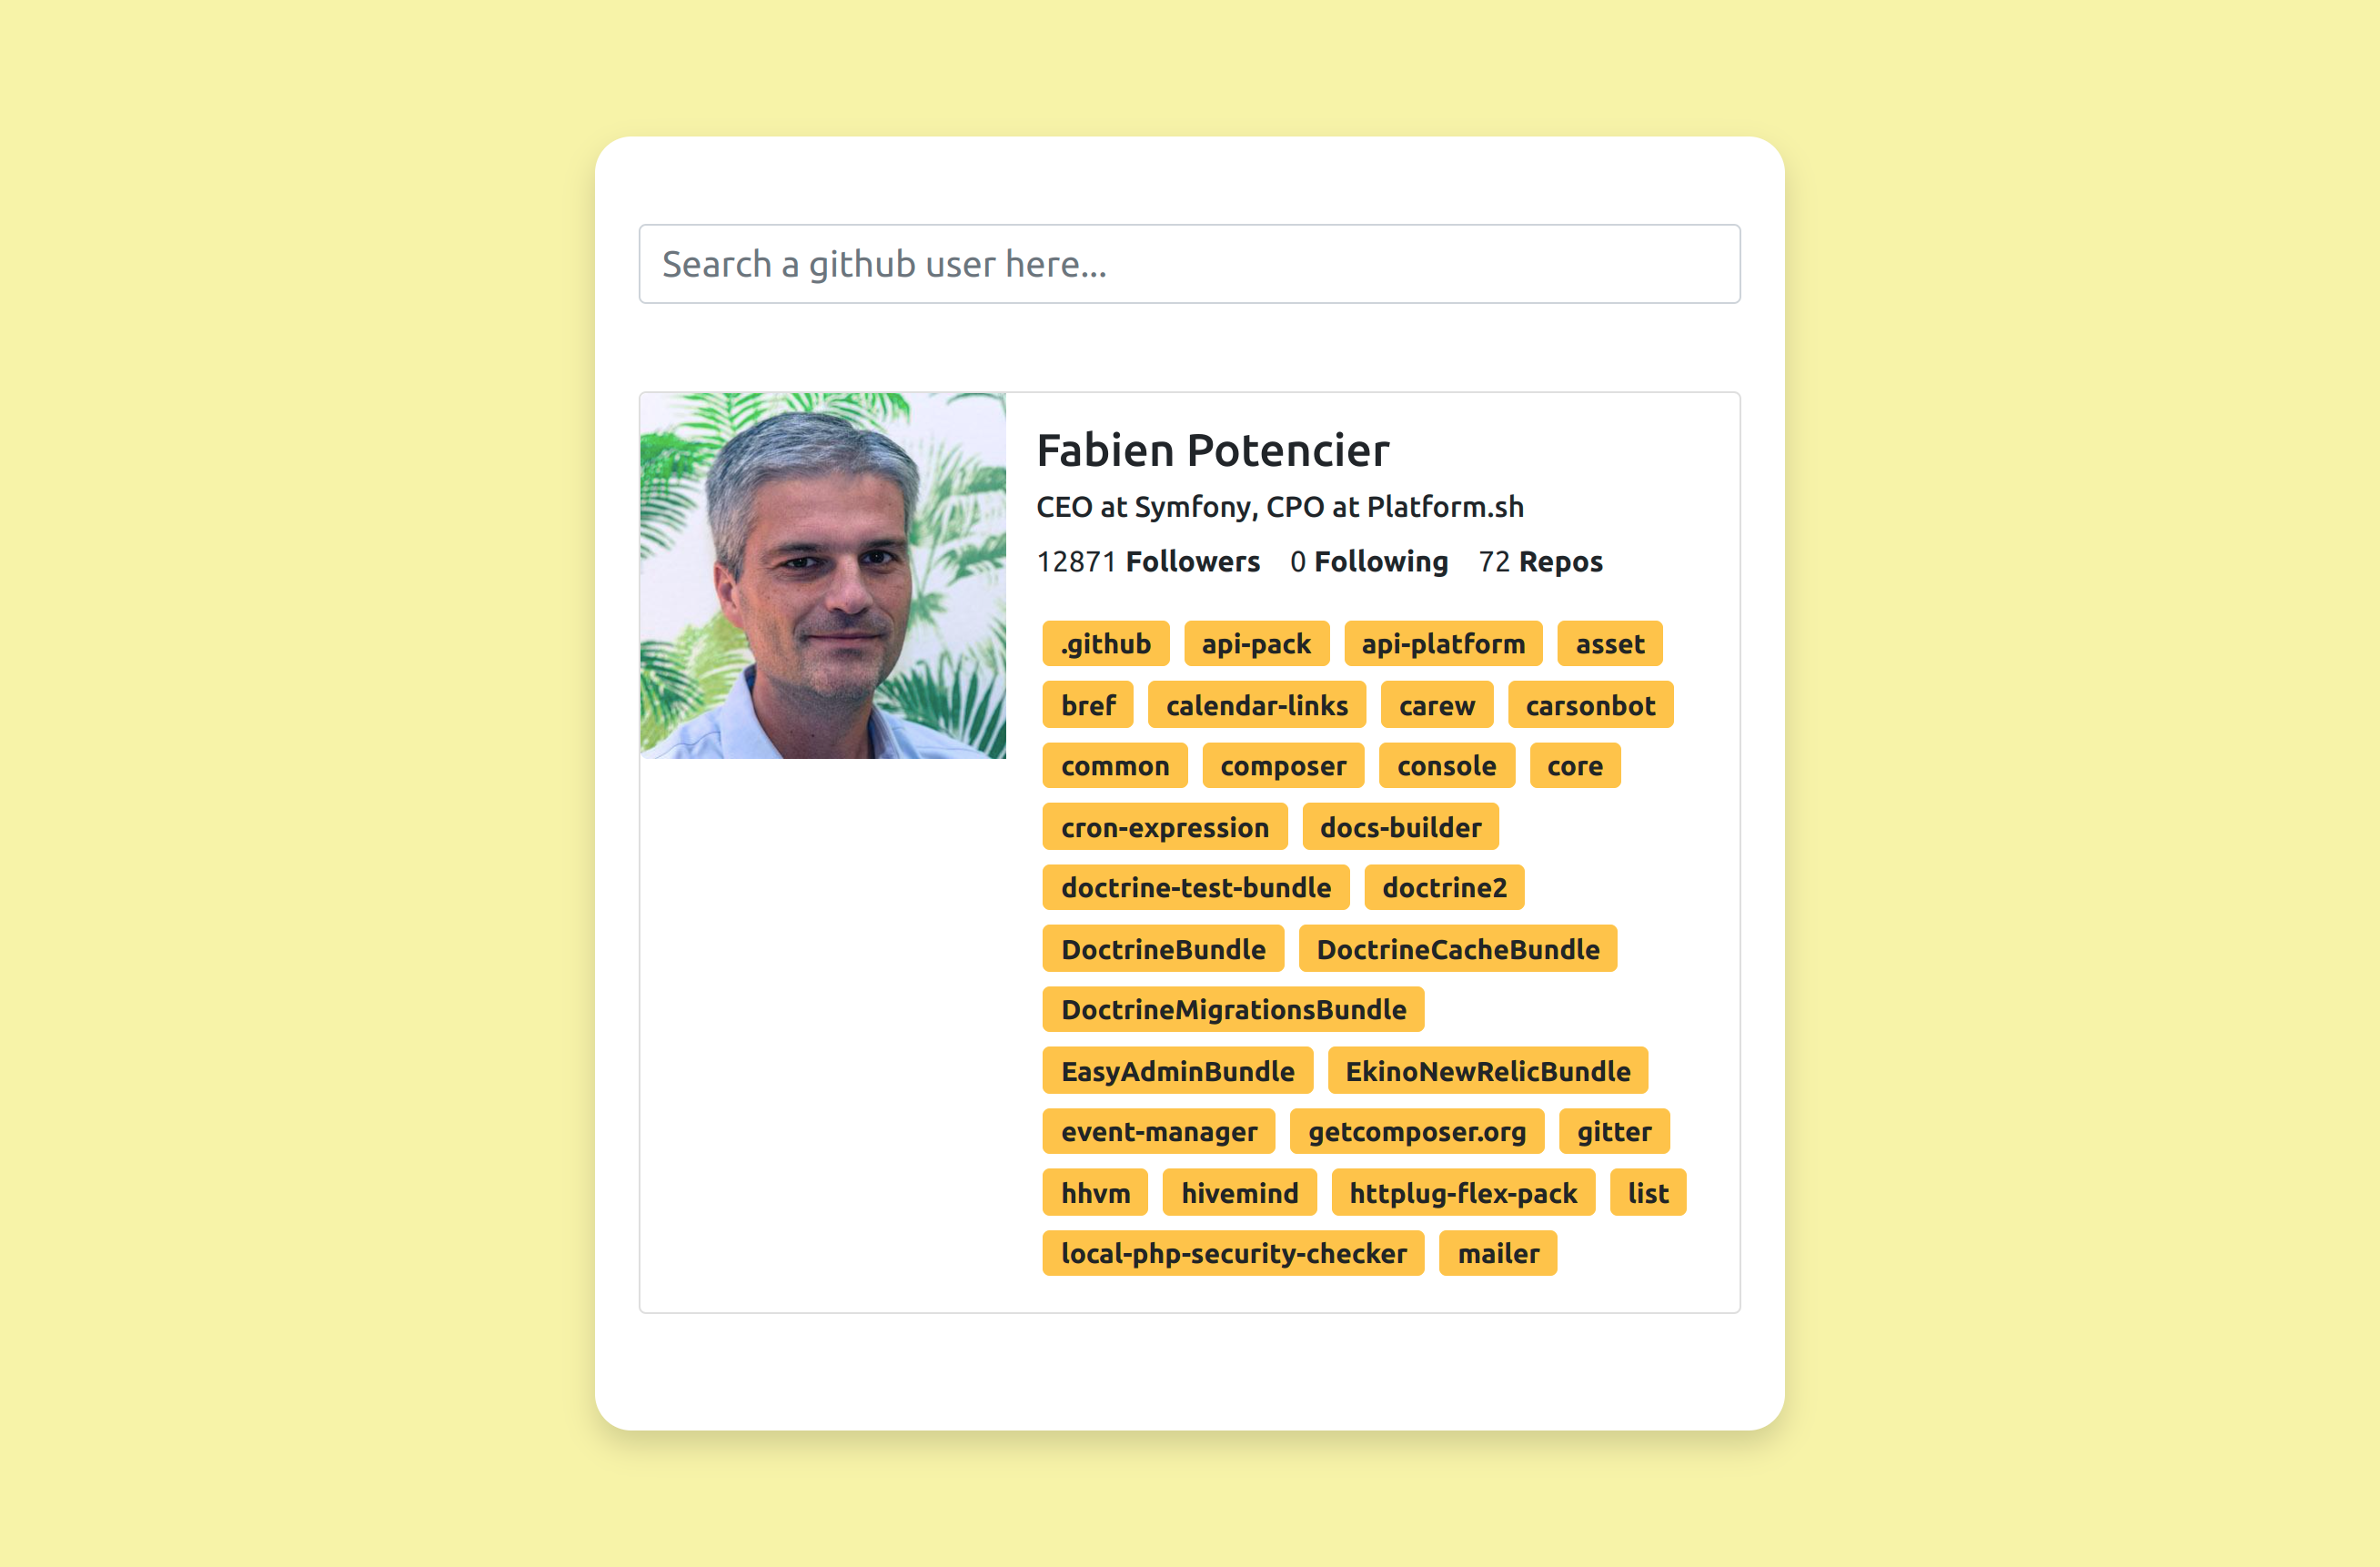 Search a github user here...
Fabien Potencier
CEO at Symfony, CPO at Platform.sh
12871 Followers 0 Following 72 Repos
.github api-pack api-platform asset
bref calendar-links carew carsonbot
common composer console core
cron-expression docs-builder
doctrine-test-bundle doctrine2
DoctrineBundle DoctrineCacheBundle
DoctrineMigrationsBundle
EasyAdminBundle EkinoNewRelicBundle
event-manager getcomposer.org gitter
hhvm hivemind httplug-flex-pack list
local-php-security-checker mailer